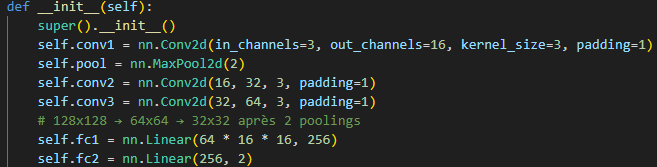 def __init__(self):
super().__init__()
self.conv1 = nn.Conv2d(in_channels=3, out_channels=16, kernel_size=3, padding=1)
self.pool = nn.MaxPool2d(2)
self.conv2 = nn.Conv2d(16, 32, 3, padding=1)
self.conv3 = nn.Conv2d(32, 64, 3, padding=1)
# 128x128 → 64x64 → 32x32 après 2 poolings
self.fc1 = nn.Linear(64 * 16 * 16, 256)
self.fc2 = nn.Linear(256, 2)